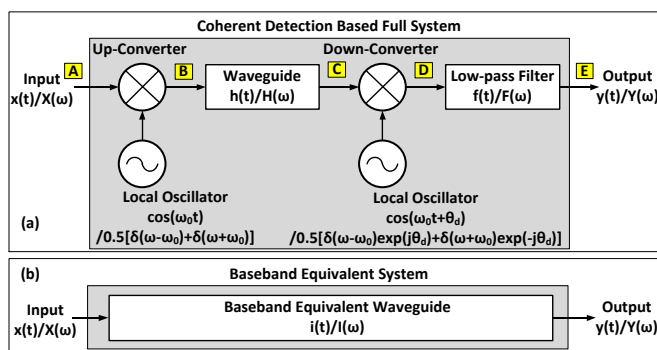 Coherent Detection Based Full System
Up-Converter
Down-Converter
A
B
C
D
E
Input
x(t)/X(ω)
Waveguide
h(t)/H(ω)
Low-pass Filter
f(t)/F(ω)
Output
y(t)/Y(ω)
Local Oscillator
cos(ω₀t)
/0.5[δ(ω-ω₀)+δ(ω+ω₀)]
Local Oscillator
cos(ω₀t+θd)
/0.5[δ(ω-ω₀)exp(jθd)+δ(ω+ω₀)exp(-jθd)]
(a)
(b)
Baseband Equivalent System
Input
x(t)/X(ω)
Baseband Equivalent Waveguide
i(t)/I(ω)
Output
y(t)/Y(ω)